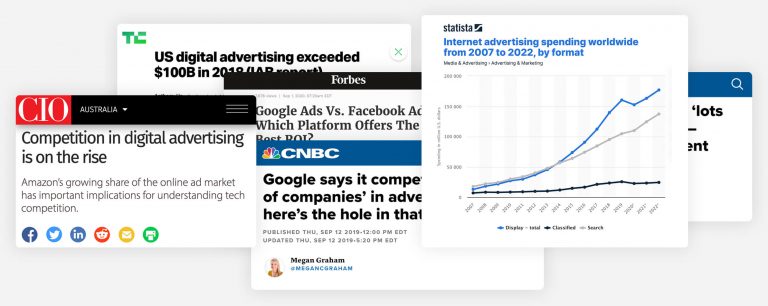 TC
US digital advertising exceeded
$100B in 2018 (IAB report)
CIO
AUSTRALIA
Competition in digital advertising
is on the rise
Amazon's growing share of the online ad market
has important implications for understanding tech
competition.
Forbes
Google Ads Vs. Facebook Ad
Which Platform Offers The
Best ROI?
CNBC
Google says it compet
of companies' in adve
here's the hole in that
PUBLISHED THU, SEP 12 2019-12:00 PM EDT
UPDATED THU, SEP 12 2019-5:20 PM EDT
Megan Graham
@MEGANCGRAHAM
statista
Internet advertising spending worldwide
from 2007 to 2022, by format
Media & Advertising › Advertising & Marketing
Spending in million U.S. dollars
200 000
150 000
100 000
50 000
0
2007
2008
2009
2010
2011
2012
2013
2014
2015
2016
2017
2018
2019
2020*
2021*
2022*
Display - total
Classified
Search
'lots
–
ent